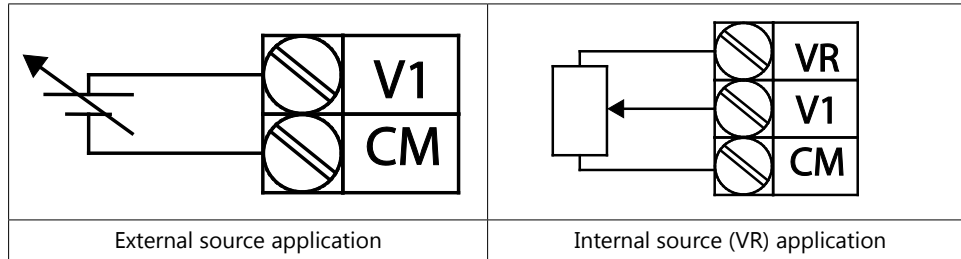 V1
CM
VR
V1
CM
External source application
Internal source (VR) application